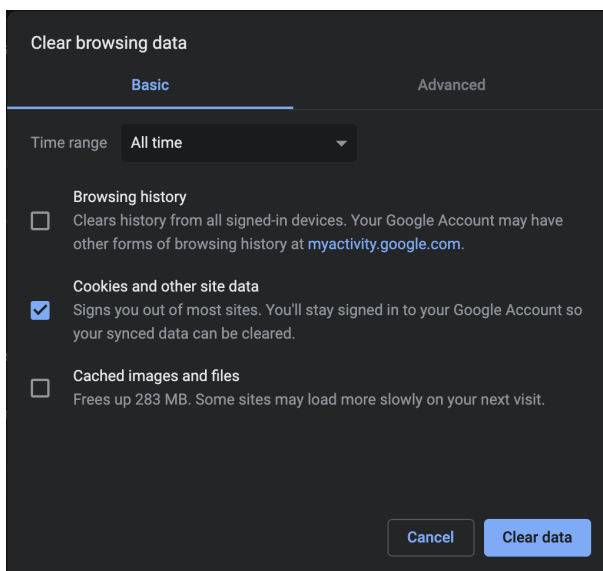 Clear browsing data
Basic
Advanced
Time range
All time
Browsing history
Clears history from all signed-in devices. Your Google Account may have
other forms of browsing history at myactivity.google.com.
Cookies and other site data
Signs you out of most sites. You'll stay signed in to your Google Account so
your synced data can be cleared.
Cached images and files
Frees up 283 MB. Some sites may load more slowly on your next visit.
Cancel
Clear data